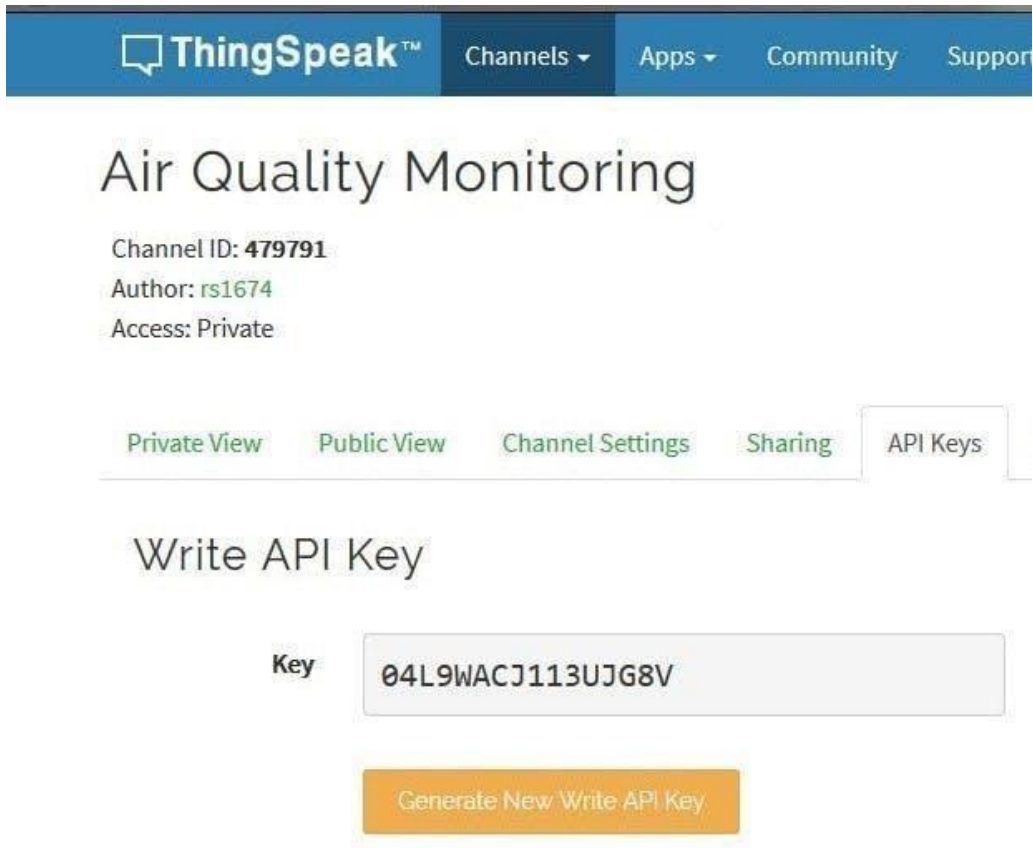 ThingSpeak™ Channels Apps Community Support
Air Quality Monitoring
Channel ID: 479791
Author: rs1674
Access: Private
Private View Public View Channel Settings Sharing API Keys
Write API Key
Key 04L9WACJ113UJG8V
Generate New Write API Key